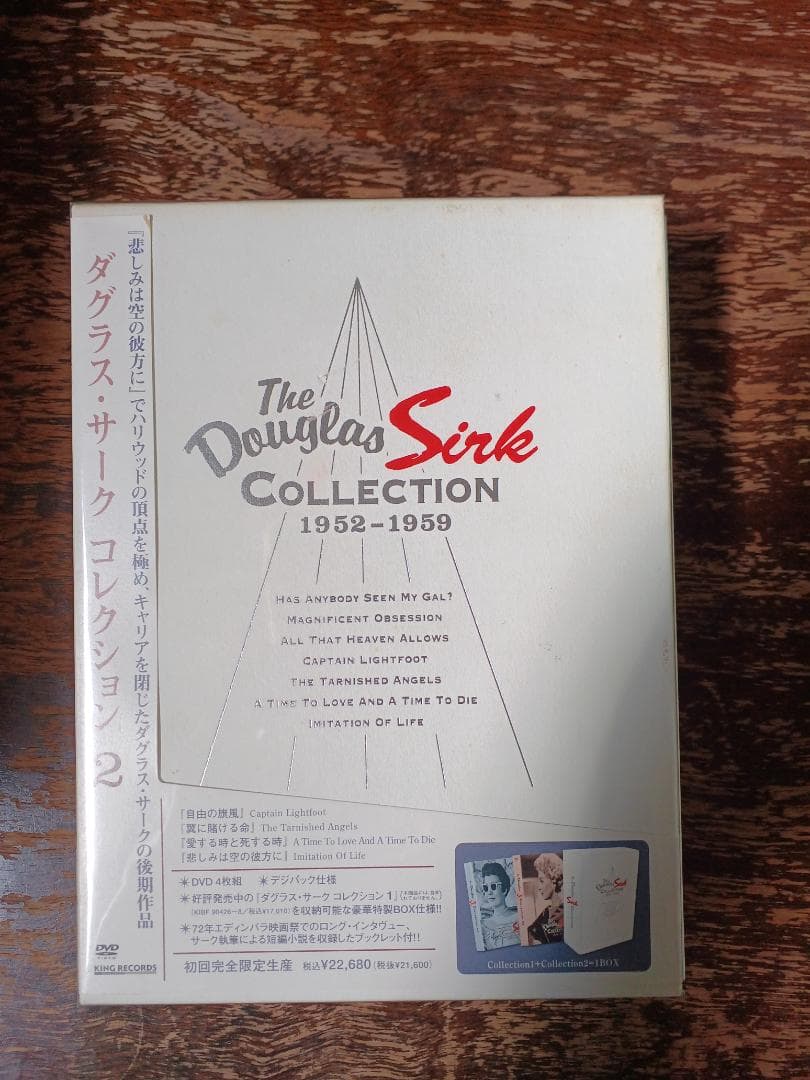 『悲しみは空の彼方に』でハリウッドの頂点を極め、キャリアを閉じたダグラス・サークの後期作品
ダグラス・サーク コレクション 2
The
Douglas Sirk
COLLECTION
1952-1959
HAS ANYBODY SEEN MY GAL?
MAGNIFICENT OBSESSION
ALL THAT HEAVEN ALLOWS
CAPTAIN LIGHTFOOT
THE TARNISHED ANGELS
A TIME TO LOVE AND A TIME TO DIE
IMITATION OF LIFE
『自由の旗風』 Captain Lightfoot
『翼に賭ける命』 The Tarnished Angels
『愛する時と死する時』 A Time To Love And A Time To Die
『悲しみは空の彼方に』 Imitation Of Life
＊DVD 4枚組 ＊デジパック仕様
＊好評発売中の「ダグラス・サーク コレクション 1」
(KIBF 90426〜8/税込¥17,010)を収納可能な豪華特製BOX仕様!!
＊72年エディンバラ映画祭でのロング・インタヴュー、
サーク執筆による短編小説を収録したブックレット付!!
初回完全限定生産 税込¥22,680(税抜¥21,600)
DVD
VIDEO
KING RECORDS
The Douglas Sirk
COLLECTION
Collection1+Collection2=1BOX